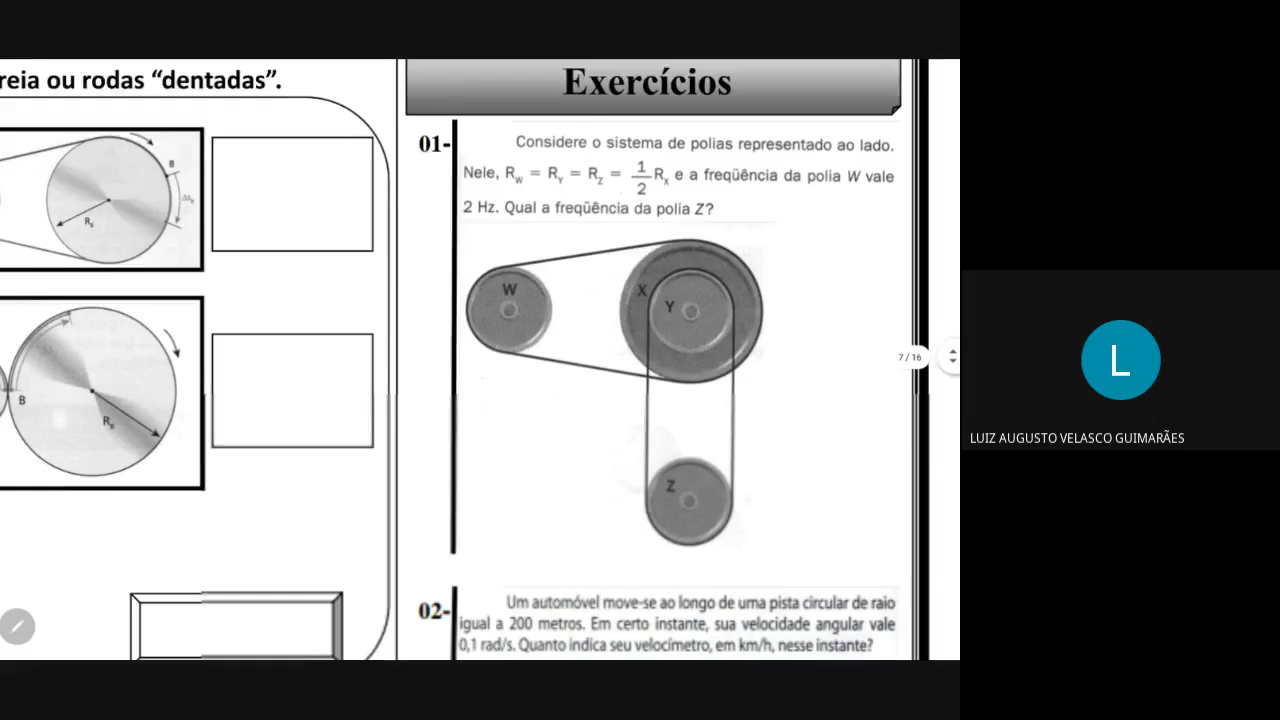 reia ou rodas “dentadas”.
B
R
B
R
Exercícios
01-
Considere o sistema de polias representado ao lado.
Nele, R_W = R_Y = R_Z = 1/2 R_X e a freqüência da polia W vale
2 Hz. Qual a freqüência da polia Z?
W
X
Y
Z
7 / 16
02-
Um automóvel move-se ao longo de uma pista circular de raio
igual a 200 metros. Em certo instante, sua velocidade angular vale
0,1 rad/s. Quanto indica seu velocímetro, em km/h, nesse instante?
L
LUIZ AUGUSTO VELASCO GUIMARÃES